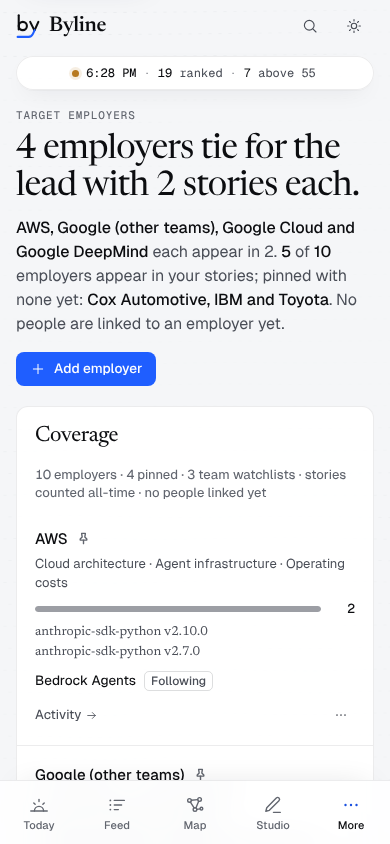 by Byline
6:28 PM · 19 ranked · 7 above 55
TARGET EMPLOYERS
4 employers tie for the
lead with 2 stories each.
AWS, Google (other teams), Google Cloud and
Google DeepMind each appear in 2. 5 of 10
employers appear in your stories; pinned with
none yet: Cox Automotive, IBM and Toyota. No
people are linked to an employer yet.
+ Add employer
Coverage
10 employers · 4 pinned · 3 team watchlists · stories
counted all-time · no people linked yet
AWS
Cloud architecture · Agent infrastructure · Operating
costs
2
anthropic-sdk-python v2.10.0
anthropic-sdk-python v2.7.0
Bedrock Agents Following
Activity → ···
Google (other teams)
Today Feed Map Studio More